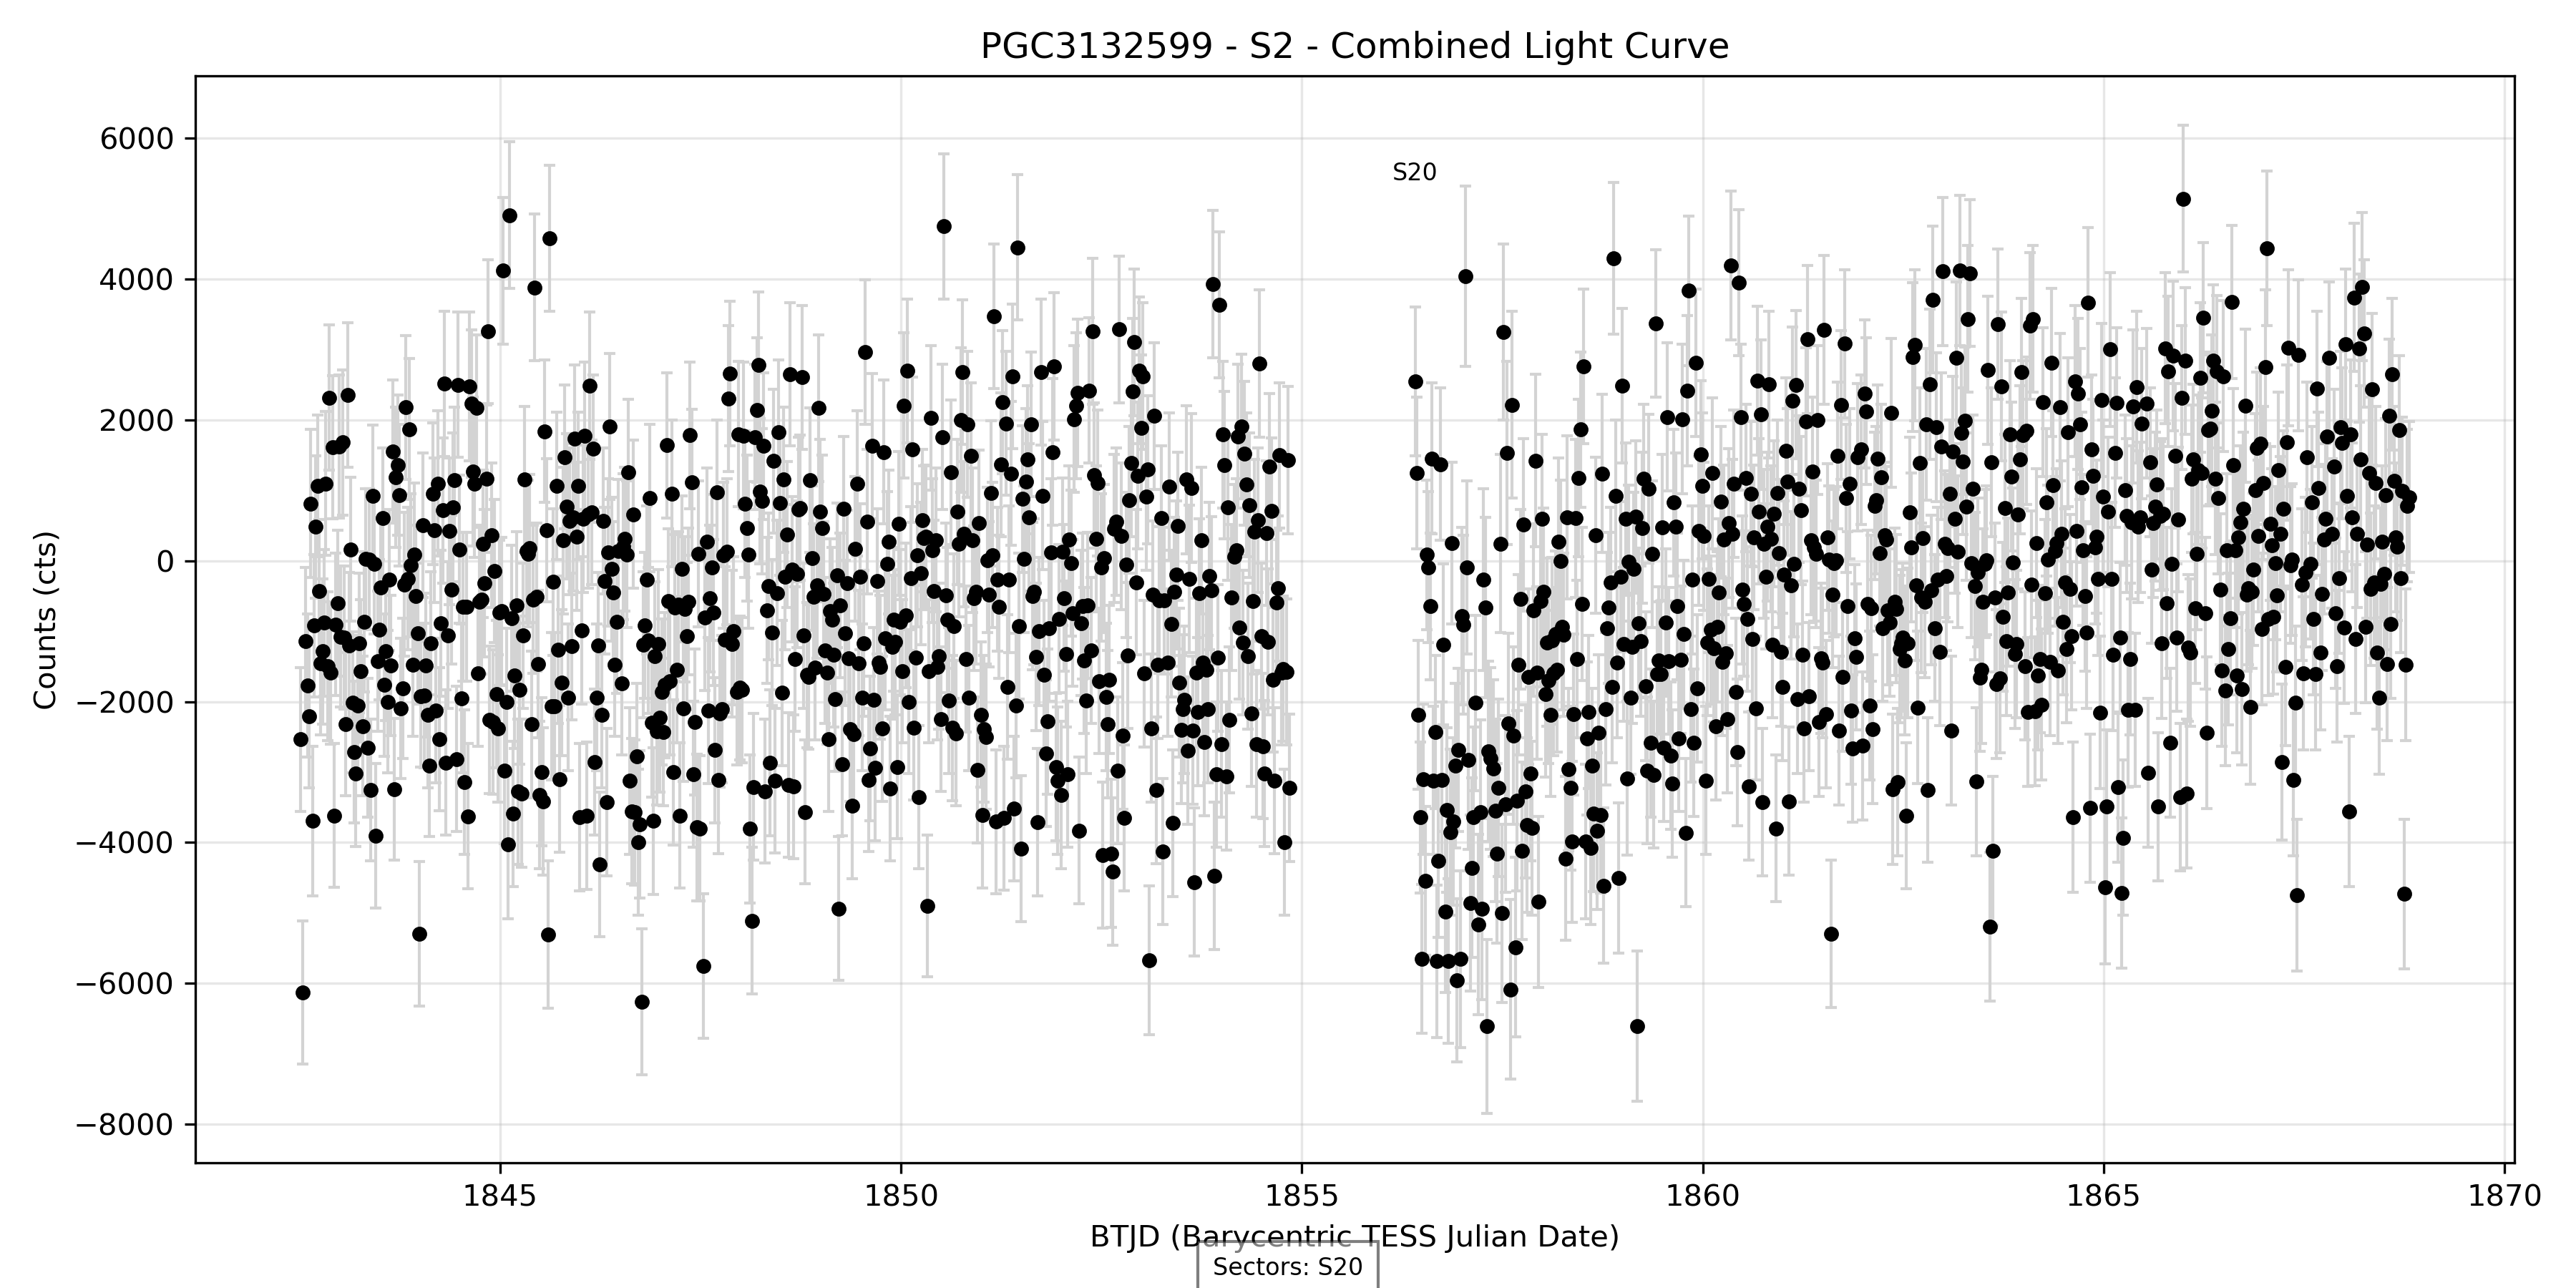 PGC3132599 - S2 - Combined Light Curve
6000
4000
2000
0
−2000
−4000
−6000
−8000
Counts (cts)
S20
1845
1850
1855
1860
1865
1870
BTJD (Barycentric TESS Julian Date)
Sectors: S20